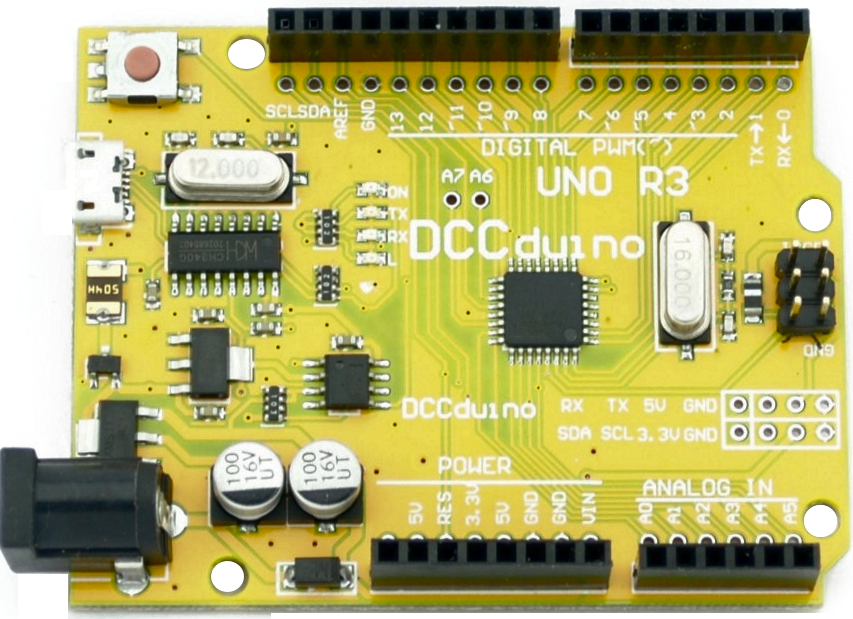 SCL SDA AREF GND 13 12 ~11 ~10 ~9 8 7 ~6 ~5 4 ~3 2 TX→1 RX←0
DIGITAL PWM(~)
12.000
A7 A6
UNO R3
ON
TX
RX
L
DCCduino
16.000
WCH
CH340G
504H
GND
DCCduino
RX TX 5V GND
SDA SCL 3.3V GND
100
16V
UT
100
16V
UT
POWER
ANALOG IN
5V RES 3.3V 5V GND GND VIN
A0 A1 A2 A3 A4 A5